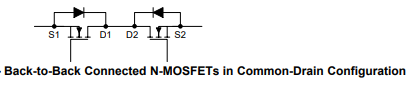 S1 D1 D2 S2
- Back-to-Back Connected N-MOSFETs in Common-Drain Configuration